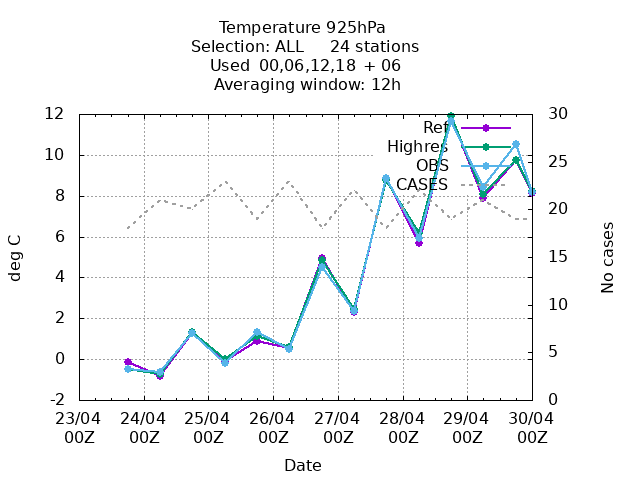 Temperature 925hPa
Selection: ALL 24 stations
Used 00,06,12,18 + 06
Averaging window: 12h
12 30
Ref
Highres
10 25
OBS
CASES
8 20
6
deg C No cases
15
4
10
2
0 5
-2 0
23/04 24/04 25/04 26/04 27/04 28/04 29/04 30/04
00Z 00Z 00Z 00Z 00Z 00Z 00Z 00Z
Date